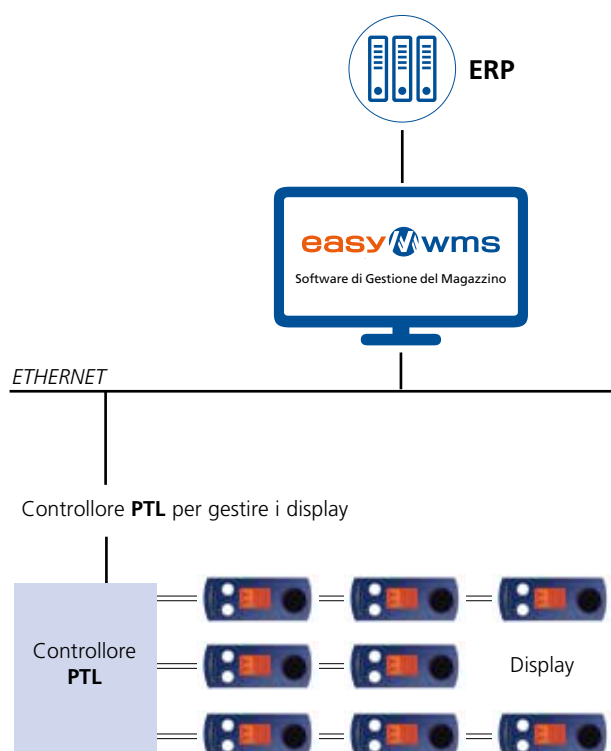 ERP
easy wms
Software di Gestione del Magazzino
ETHERNET
Controllore PTL per gestire i display
Controllore
PTL
Display